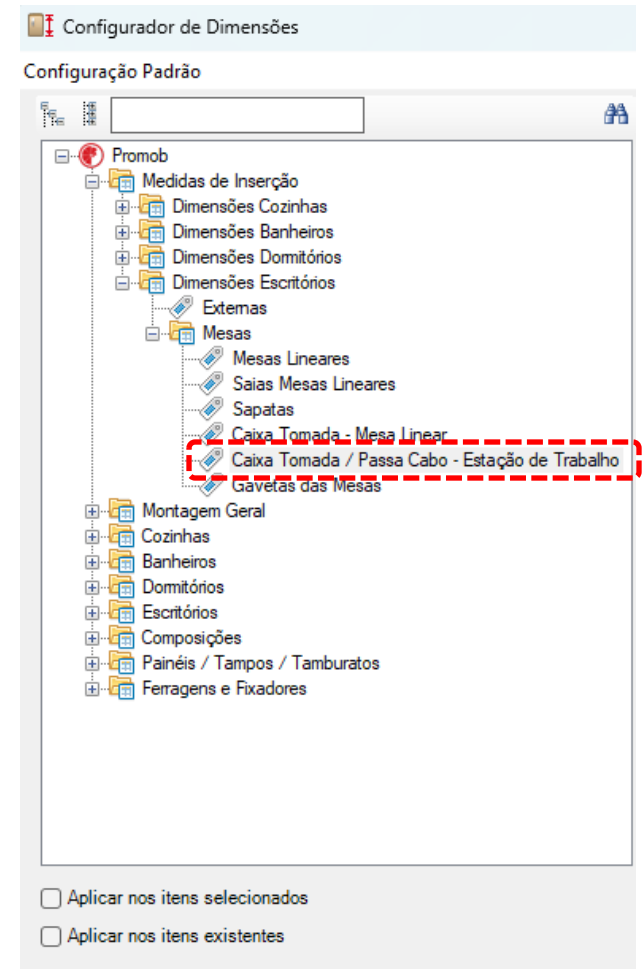 Configurador de Dimensões
Configuração Padrão
Promob
Medidas de Inserção
Dimensões Cozinhas
Dimensões Banheiros
Dimensões Dormitórios
Dimensões Escritórios
Externas
Mesas
Mesas Lineares
Saias Mesas Lineares
Sapatas
Caixa Tomada - Mesa Linear
Caixa Tomada / Passa Cabo - Estação de Trabalho
Gavetas das Mesas
Montagem Geral
Cozinhas
Banheiros
Dormitórios
Escritórios
Composições
Painéis / Tampos / Tamburatos
Ferragens e Fixadores
Aplicar nos itens selecionados
Aplicar nos itens existentes